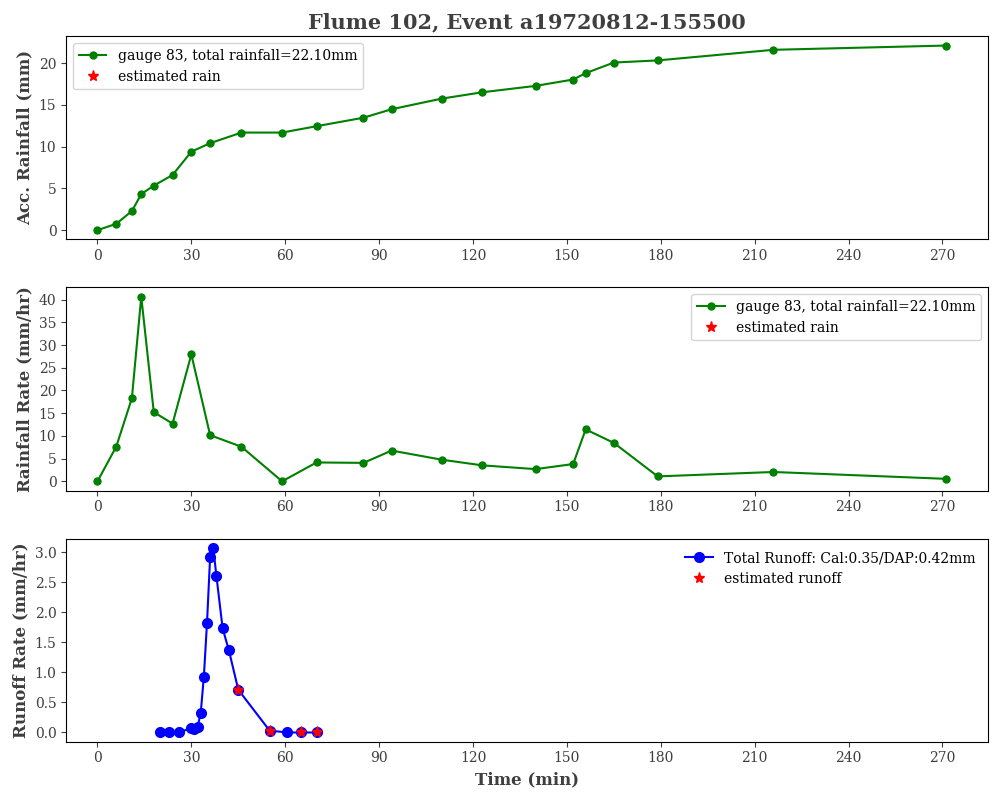 Flume 102, Event a19720812-155500
Acc. Rainfall (mm)
20
15
10
5
0
gauge 83, total rainfall=22.10mm
estimated rain
0 30 60 90 120 150 180 210 240 270
Rainfall Rate (mm/hr)
40
35
30
25
20
15
10
5
0
gauge 83, total rainfall=22.10mm
estimated rain
0 30 60 90 120 150 180 210 240 270
Runoff Rate (mm/hr)
3.0
2.5
2.0
1.5
1.0
0.5
0.0
Total Runoff: Cal:0.35/DAP:0.42mm
estimated runoff
0 30 60 90 120 150 180 210 240 270
Time (min)